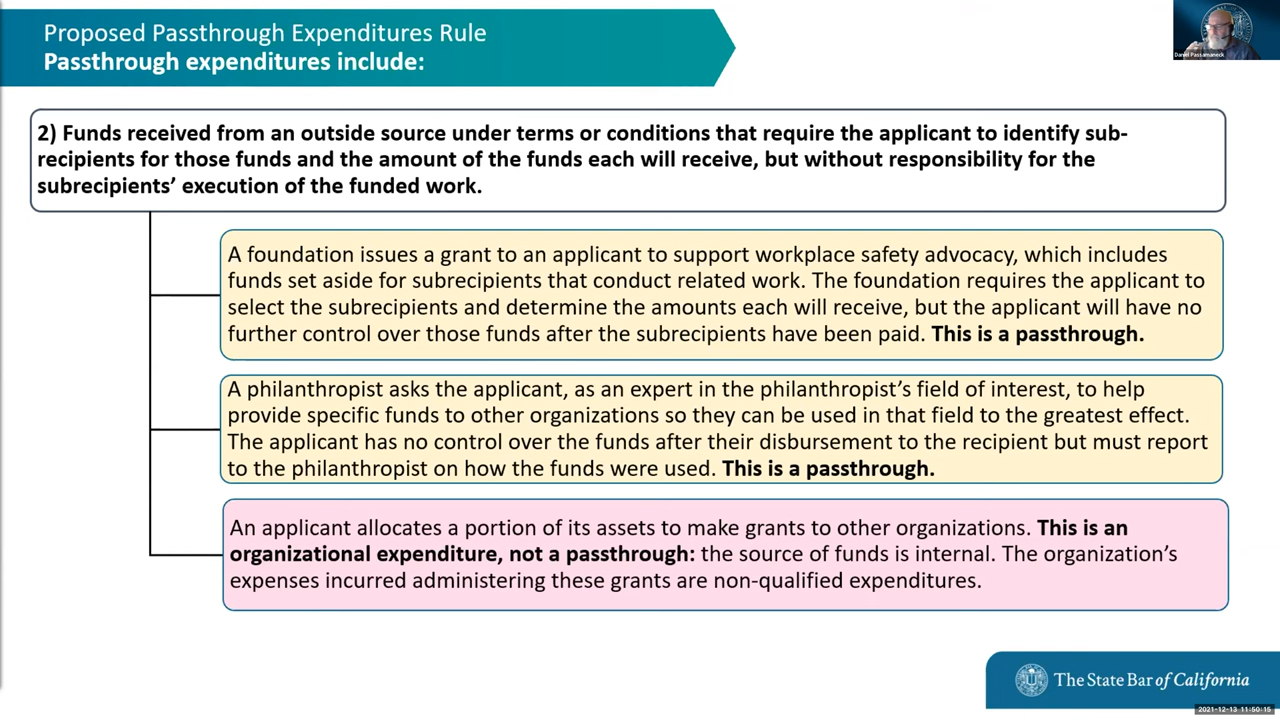 Proposed Passthrough Expenditures Rule
Passthrough expenditures include:
Daniel Passamaneck
2) Funds received from an outside source under terms or conditions that require the applicant to identify sub-
recipients for those funds and the amount of the funds each will receive, but without responsibility for the
subrecipients’ execution of the funded work.
A foundation issues a grant to an applicant to support workplace safety advocacy, which includes
funds set aside for subrecipients that conduct related work. The foundation requires the applicant to
select the subrecipients and determine the amounts each will receive, but the applicant will have no
further control over those funds after the subrecipients have been paid. This is a passthrough.
A philanthropist asks the applicant, as an expert in the philanthropist’s field of interest, to help
provide specific funds to other organizations so they can be used in that field to the greatest effect.
The applicant has no control over the funds after their disbursement to the recipient but must report
to the philanthropist on how the funds were used. This is a passthrough.
An applicant allocates a portion of its assets to make grants to other organizations. This is an
organizational expenditure, not a passthrough: the source of funds is internal. The organization’s
expenses incurred administering these grants are non-qualified expenditures.
The State Bar of California
2021-12-13 11:50:15